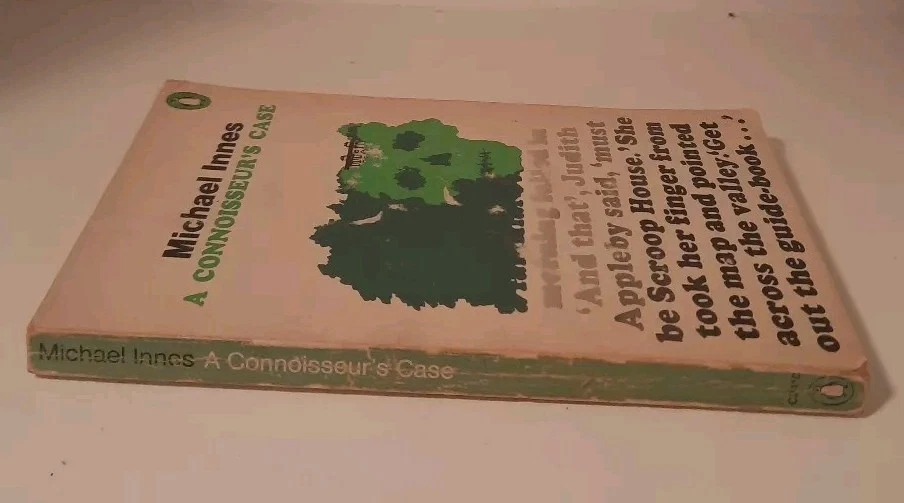 Michael Innes
A CONNOISSEUR'S CASE
'And that', Judith
Appleby said, 'must
be Scroop House.' She
took her finger from
the map and pointed
across the valley. 'Get
out the guide-book...'
Michael Innes A Connoisseur's Case